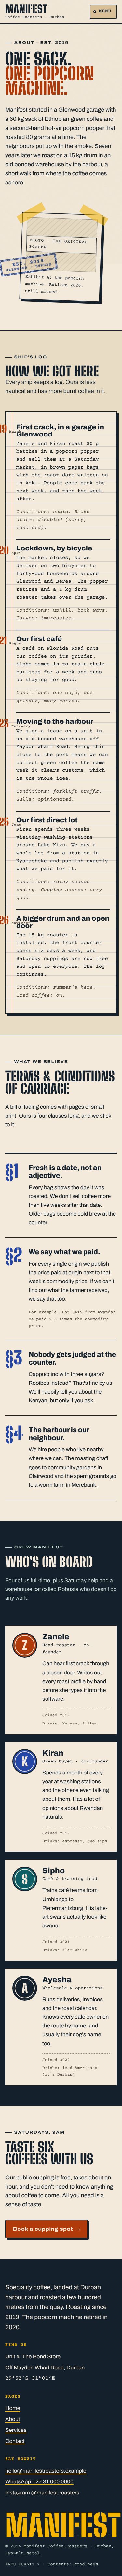 MANIFEST
Coffee Roasters · Durban
MENU
ABOUT · EST. 2019
ONE SACK.
ONE POPCORN
MACHINE.
Manifest started in a Glenwood garage with
a 60 kg sack of Ethiopian green coffee and
a second-hand hot-air popcorn popper that
roasted 80 grams at a time. The
neighbours put up with the smoke. Seven
years later we roast on a 15 kg drum in an
old bonded warehouse by the harbour, at a
walk from where the coffee comes
ashore.
PHOTO · THE ORIGINAL
POPPER
EST. 2019
Exhibit A: the popcorn
machine. Retired 2020,
still missed.
SHIP'S LOG
HOW WE GOT HERE
Every ship keeps a log. Ours is less
nautical and has more burnt coffee in it.
First crack, in a garage in
Glenwood
Zanele and Kiran roast 80 g
batches in a popcorn popper
and sell them at a Saturday
market, in brown paper bags
with the roast date written on
in koki. People come back the
next week, and then the week
after.
Conditions: humid. Smoke
alarm: disabled (sorry,
landlord).
April
Lockdown, by bicycle
The market closes, so we
deliver on two bicycles to
forty-odd households around
Glenwood and Berea. The popper
retires and a 1 kg drum
roaster takes over the garage.
Conditions: uphill, both ways.
Calves: impressive.
August
Our first café
A café on Florida Road puts
our coffee on its grinder.
Sipho comes in to train their
baristas for a week and ends
up staying for good.
Conditions: one café, one
grinder, many nerves.
February
Moving to the harbour
We sign a lease on a unit in
an old bonded warehouse off
Maydon Wharf Road. Being this
close to the port means we can
collect green coffee the same
week it clears customs, which
is the whole idea.
Conditions: forklift traffic.
Gulls: opinionated.
June
Our first direct lot
Kiran spends three weeks
visiting washing stations
around Lake Kivu. We buy a
whole lot from a station in
Nyamasheke and publish exactly
what we paid for it.
Conditions: rainy season
ending. Cupping scores: very
good.
A bigger drum and an open
door
The 15 kg roaster is
installed, the front counter
opens six days a week, and
Saturday cuppings are now free
and open to everyone. The log
continues.
Conditions: summer's here.
Iced coffee: on.
WHAT WE BELIEVE
TERMS & CONDITIONS
OF CARRIAGE
A bill of lading comes with pages of small
print. Ours is four clauses long, and we stick
to it.
§1
Fresh is a date, not an
adjective.
Every bag shows the day it was
roasted. We don't sell coffee more
than five weeks after that date.
Older bags become cold brew at the
counter.
§2
We say what we paid.
For every single origin we publish
the price we paid at origin next to that
week's commodity price. If we can't
find out what the farmer received,
we say that too.
§3
Nobody gets judged at the
counter.
Cappuccino with three sugars?
Rooibos instead? That's how to buy us.
We'll happily tell you about the
Kenyan, but only if you ask.
§4
The harbour is our
neighbour.
We hire people who live nearby
where we can. The roasting chaff
goes to community gardens in
Clairwood and the spent grounds go
to a worm farm in Merebank.
CREW MANIFEST
WHO'S ON BOARD
Four of us full-time, plus Saturday help and a
warehouse cat called Robusta who doesn't do
any work.
Z
Zanele
Head roaster · co-
founder
Can hear first crack through
a closed door. Writes out
every roast profile by hand
before she types it into the
software.
Joined 2019
Drinks: Kenyan, filter
K
Kiran
Green buyer · co-founder
Spends a month of every
year at washing stations
and the other eleven talking
about them. Has a lot of
opinions about Rwandan
naturals.
Joined 2019
Drinks: espresso, two sips
S
Sipho
Café & training lead
Trains café teams from
Umhlanga to
Pietermaritzburg. His latte-
art swans actually look like
swans.
Joined 2021
Drinks: flat white
A
Ayesha
Wholesale & operations
Runs deliveries, invoices
and the roast calendar.
Knows every café owner on
the route by name, and
usually their dog's name
too.
Joined 2022
Drinks: iced americano
(it's Durban)
SATURDAYS, 9AM
TASTE SIX
COFFEES WITH US
Our public cupping is free, takes about an
hour, and you don't need to know anything
about coffee to come. All you need is a
sense of taste.
Book a cupping spot →
Speciality coffee, landed at Durban
harbour and roasted a few hundred
metres from the quay. Roasting since
2019. The popcorn machine retired in
2020.
FIND US
Unit 4, The Bond Store
Off Maydon Wharf Road, Durban
29°52′S 31°01′E
PAGES
Home
About
Services
Contact
SAY HOWZIT
hello@manifestroasters.example
WhatsApp +27 31 000 0000
Instagram @manifest.roasters
MANIFEST
© 2026 Manifest Coffee Roasters · Durban,
KwaZulu-Natal